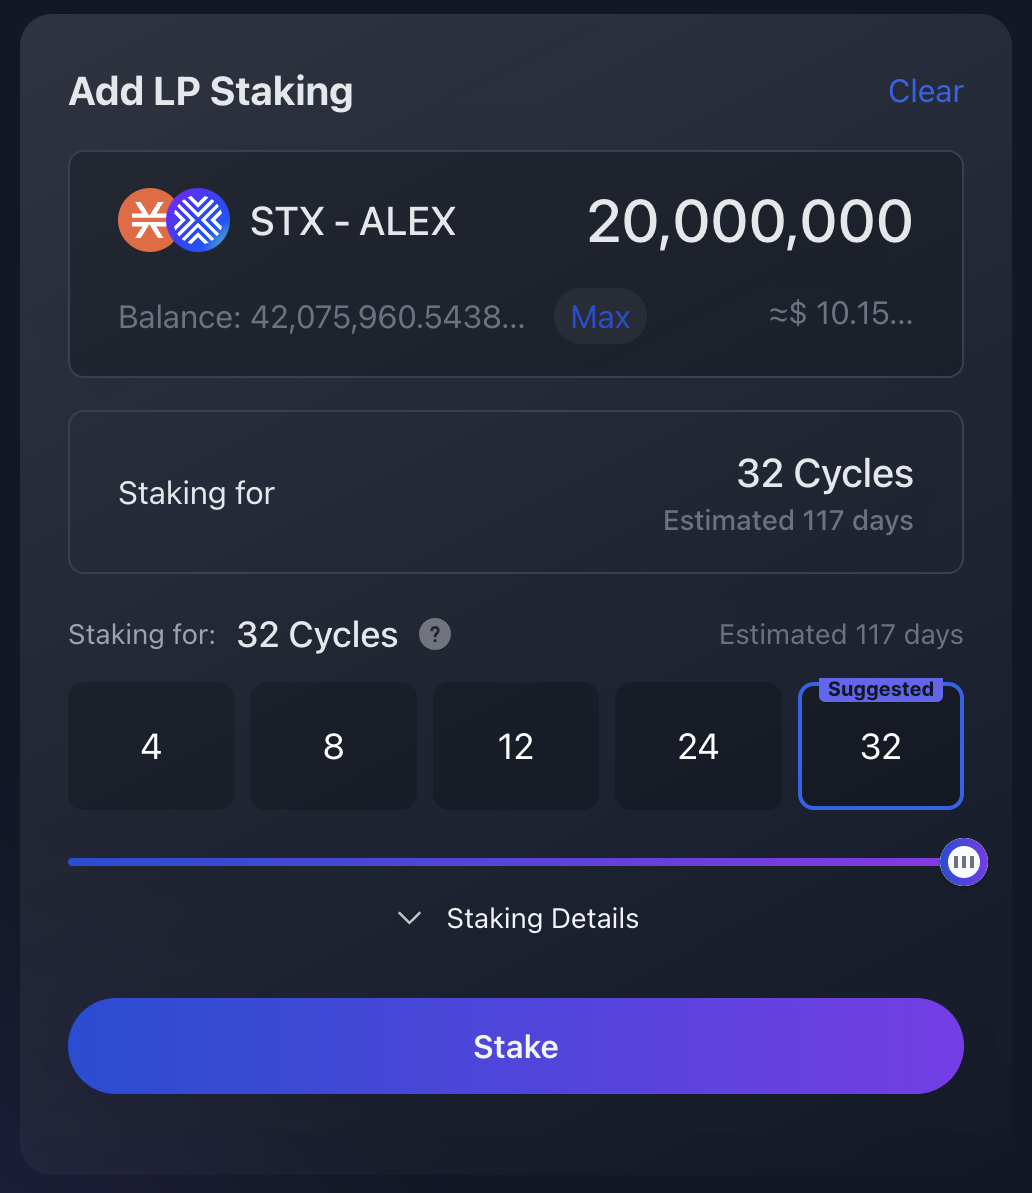 Add LP Staking
Clear
STX - ALEX
20,000,000
Balance: 42,075,960.5438...
Max
≈$ 10.15...
Staking for
32 Cycles
Estimated 117 days
Staking for: 32 Cycles ?
Estimated 117 days
Suggested
4 8 12 24 32
Staking Details
Stake